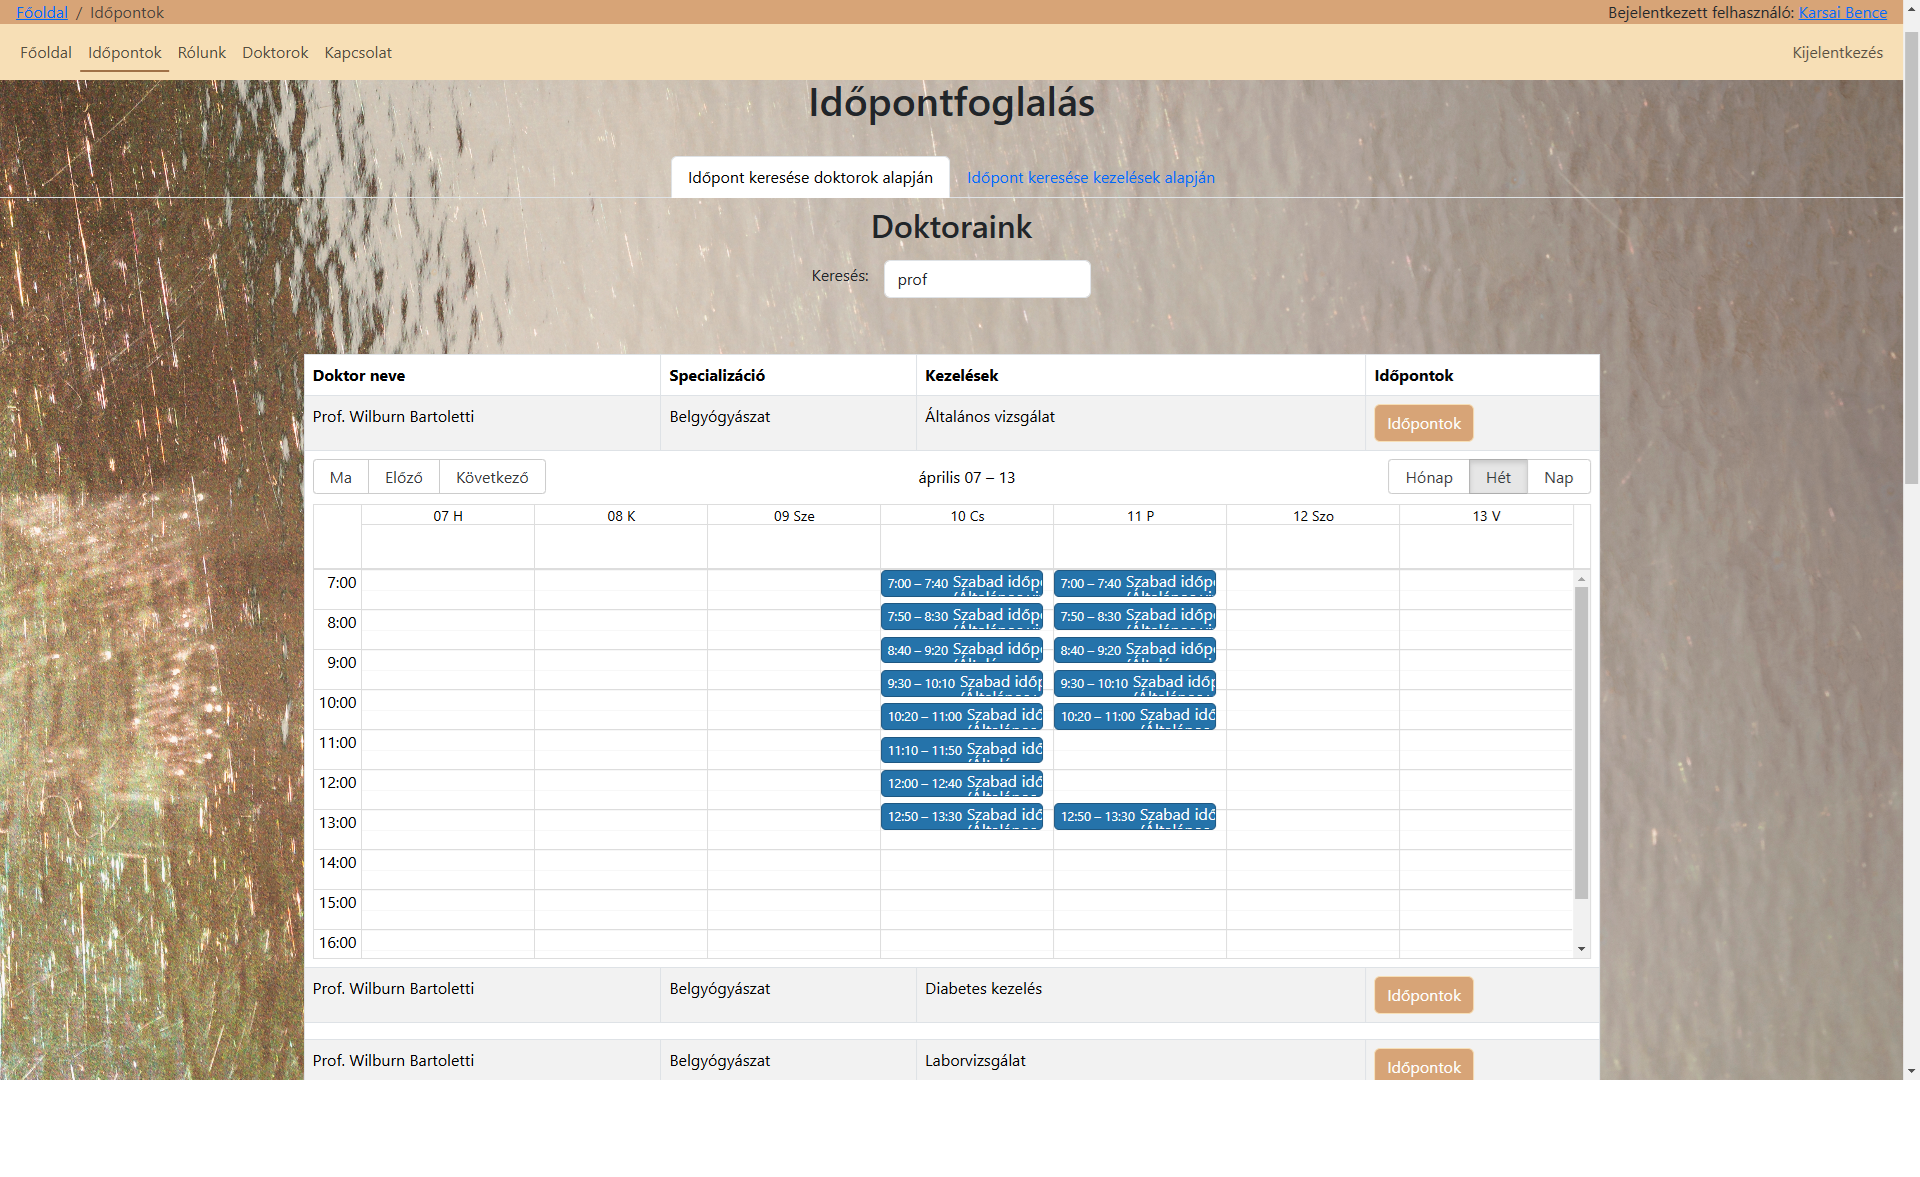 Főoldal / Időpontok
Bejelentkezett felhasználó: Karsai Bence
Főoldal Időpontok Rólunk Doktorok Kapcsolat
Kijelentkezés
Időpontfoglalás
Időpont keresése doktorok alapján
Időpont keresése kezelések alapján
Doktoraink
Keresés: prof
Doktor neve Specializáció Kezelések Időpontok
Prof. Wilburn Bartoletti Belgyógyászat Általános vizsgálat Időpontok
Ma Előző Következő
április 07 – 13
Hónap Hét Nap
07 H 08 K 09 Sze 10 Cs 11 P 12 Szo 13 V
7:00
7:00 – 7:40 Szabad időp
7:00 – 7:40 Szabad időp
8:00
7:50 – 8:30 Szabad időp
7:50 – 8:30 Szabad időp
9:00
8:40 – 9:20 Szabad időp
8:40 – 9:20 Szabad időp
10:00
9:30 – 10:10 Szabad időp
9:30 – 10:10 Szabad időp
10:20 – 11:00 Szabad idő
10:20 – 11:00 Szabad idő
11:00
11:10 – 11:50 Szabad idő
12:00
12:00 – 12:40 Szabad idő
13:00
12:50 – 13:30 Szabad idő
12:50 – 13:30 Szabad idő
14:00
15:00
16:00
Prof. Wilburn Bartoletti Belgyógyászat Diabetes kezelés Időpontok
Prof. Wilburn Bartoletti Belgyógyászat Laborvizsgálat Időpontok